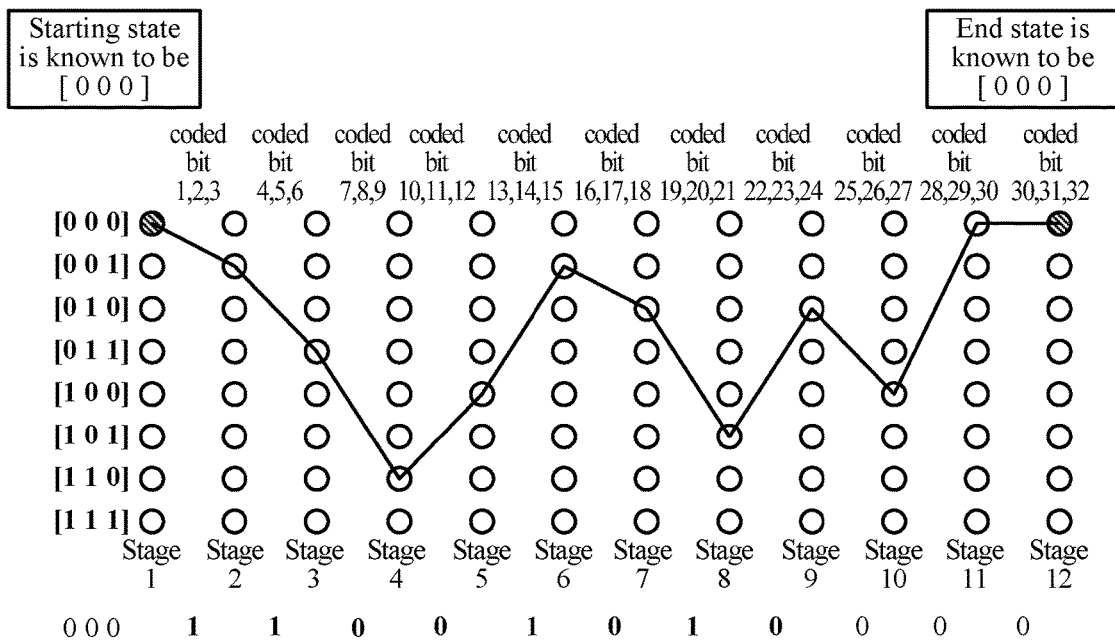 Starting state
is known to be
[ 0 0 0 ]
End state is
known to be
[ 0 0 0 ]
coded bit 1,2,3
coded bit 4,5,6
coded bit 7,8,9
coded bit 10,11,12
coded bit 13,14,15
coded bit 16,17,18
coded bit 19,20,21
coded bit 22,23,24
coded bit 25,26,27
coded bit 28,29,30
coded bit 30,31,32
[0 0 0]
[0 0 1]
[0 1 0]
[0 1 1]
[1 0 0]
[1 0 1]
[1 1 0]
[1 1 1]
Stage 1
Stage 2
Stage 3
Stage 4
Stage 5
Stage 6
Stage 7
Stage 8
Stage 9
Stage 10
Stage 11
Stage 12
0 0 0 1 1 0 0 1 0 1 0 0 0 0